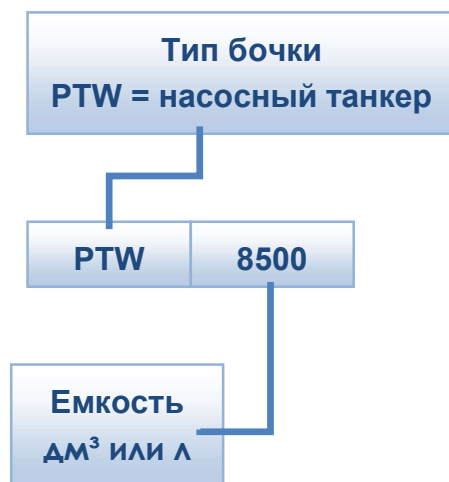 Тип бочки
PTW = насосный танкер
PTW 8500
Емкость
дм³ или л